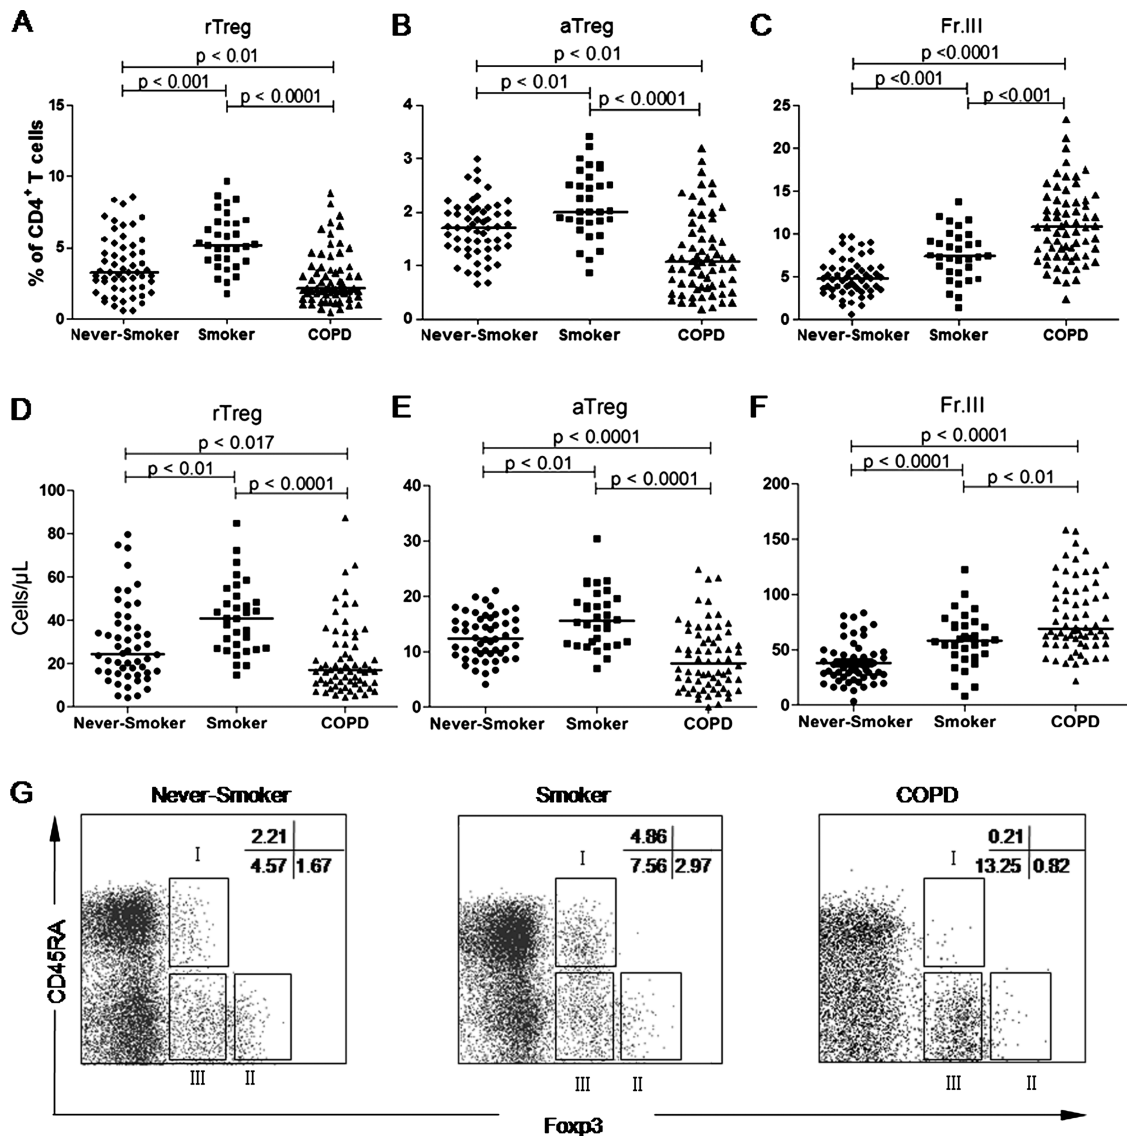 A rTreg
p < 0.01
p < 0.001
p < 0.0001
15
10
5
0
% of CD4+ T cells
Never-Smoker Smoker COPD
B aTreg
p < 0.01
p < 0.01
p < 0.0001
4
3
2
1
0
Never-Smoker Smoker COPD
C Fr.III
p <0.0001
p <0.001
p <0.001
25
20
15
10
5
0
Never-Smoker Smoker COPD
D rTreg
p < 0.017
p < 0.01
p < 0.0001
100
80
60
40
20
0
Cells/µL
Never-Smoker Smoker COPD
E aTreg
p < 0.0001
p < 0.01
p < 0.0001
40
30
20
10
0
Never-Smoker Smoker COPD
F Fr.III
p < 0.0001
p < 0.0001
p < 0.01
200
150
100
50
0
Never-Smoker Smoker COPD
G
CD45RA
Never-Smoker
2.21
4.57 1.67
I
III II
Smoker
4.86
7.56 2.97
I
III II
COPD
0.21
13.25 0.82
I
III II
Foxp3